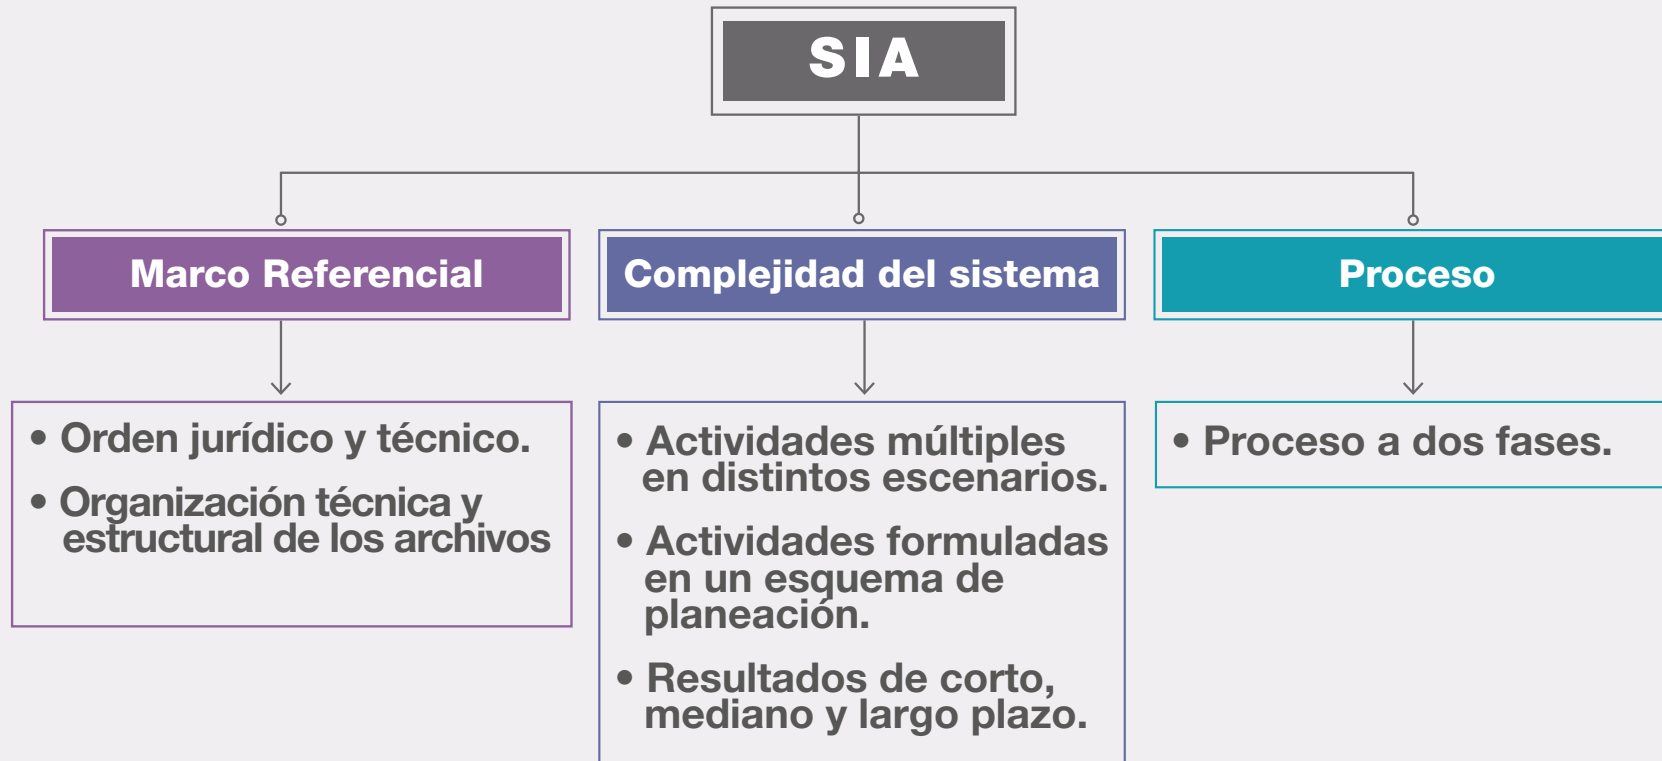 SIA
Marco Referencial
• Orden jurídico y técnico.
• Organización técnica y
estructural de los archivos
Complejidad del sistema
• Actividades múltiples
en distintos escenarios.
• Actividades formuladas
en un esquema de
planeación.
• Resultados de corto,
mediano y largo plazo.
Proceso
• Proceso a dos fases.